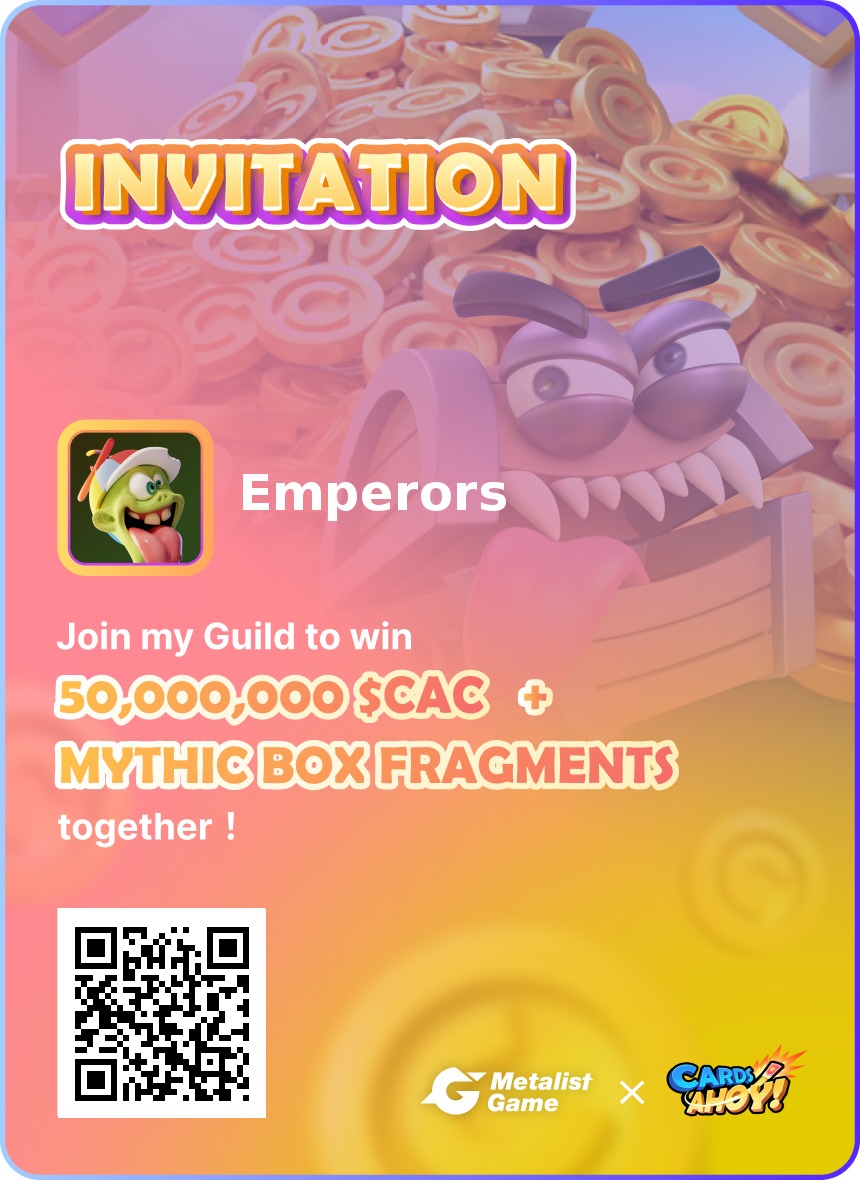 INVITATION
Emperors
Join my Guild to win
50,000,000 $CAC +
MYTHIC BOX FRAGMENTS
together !
Metalist
Game
×
CARDS
AHOY!